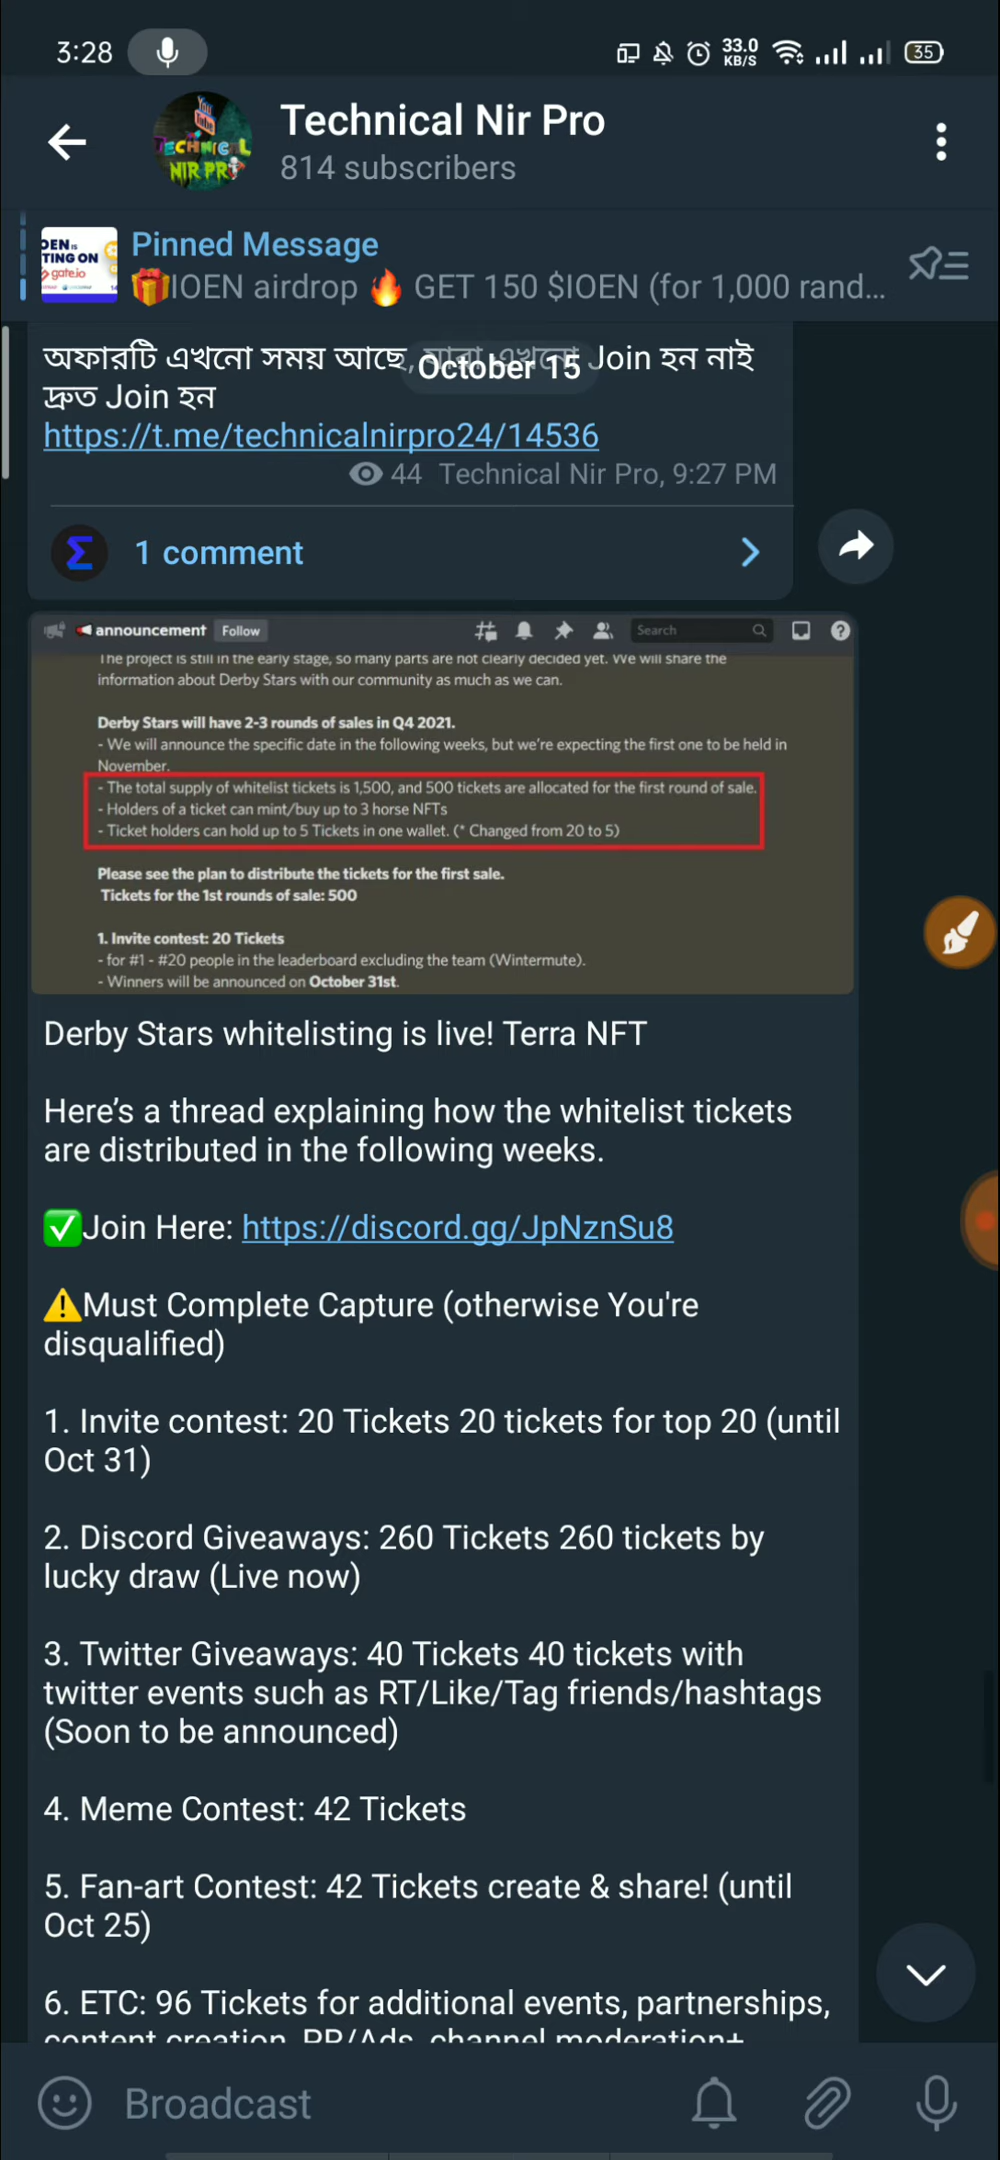 3:28
33.0
KB/S
35
Technical Nir Pro
814 subscribers
Pinned Message
🎁IOEN airdrop 🔥 GET 150 $IOEN (for 1,000 rand...
অফারটি এখনো সময় আছে, যারা এখনো Join হন নাই
October 15
দ্রুত Join হন
https://t.me/technicalnirpro24/14536
44 Technical Nir Pro, 9:27 PM
1 comment
announcement Follow Search
The project is still in the early stage, so many parts are not clearly decided yet. We will share the
information about Derby Stars with our community as much as we can.
Derby Stars will have 2-3 rounds of sales in Q4 2021.
- We will announce the specific date in the following weeks, but we're expecting the first one to be held in
November.
- The total supply of whitelist tickets is 1,500, and 500 tickets are allocated for the first round of sale.
- Holders of a ticket can mint/buy up to 3 horse NFTs
- Ticket holders can hold up to 5 Tickets in one wallet. (* Changed from 20 to 5)
Please see the plan to distribute the tickets for the first sale.
Tickets for the 1st rounds of sale: 500
1. Invite contest: 20 Tickets
- for #1 - #20 people in the leaderboard excluding the team (Wintermute).
- Winners will be announced on October 31st.
Derby Stars whitelisting is live! Terra NFT
Here's a thread explaining how the whitelist tickets
are distributed in the following weeks.
✅Join Here: https://discord.gg/JpNznSu8
⚠️Must Complete Capture (otherwise You're
disqualified)
1. Invite contest: 20 Tickets 20 tickets for top 20 (until
Oct 31)
2. Discord Giveaways: 260 Tickets 260 tickets by
lucky draw (Live now)
3. Twitter Giveaways: 40 Tickets 40 tickets with
twitter events such as RT/Like/Tag friends/hashtags
(Soon to be announced)
4. Meme Contest: 42 Tickets
5. Fan-art Contest: 42 Tickets create & share! (until
Oct 25)
6. ETC: 96 Tickets for additional events, partnerships,
content creation, PR/Ads, channel moderation+
Broadcast